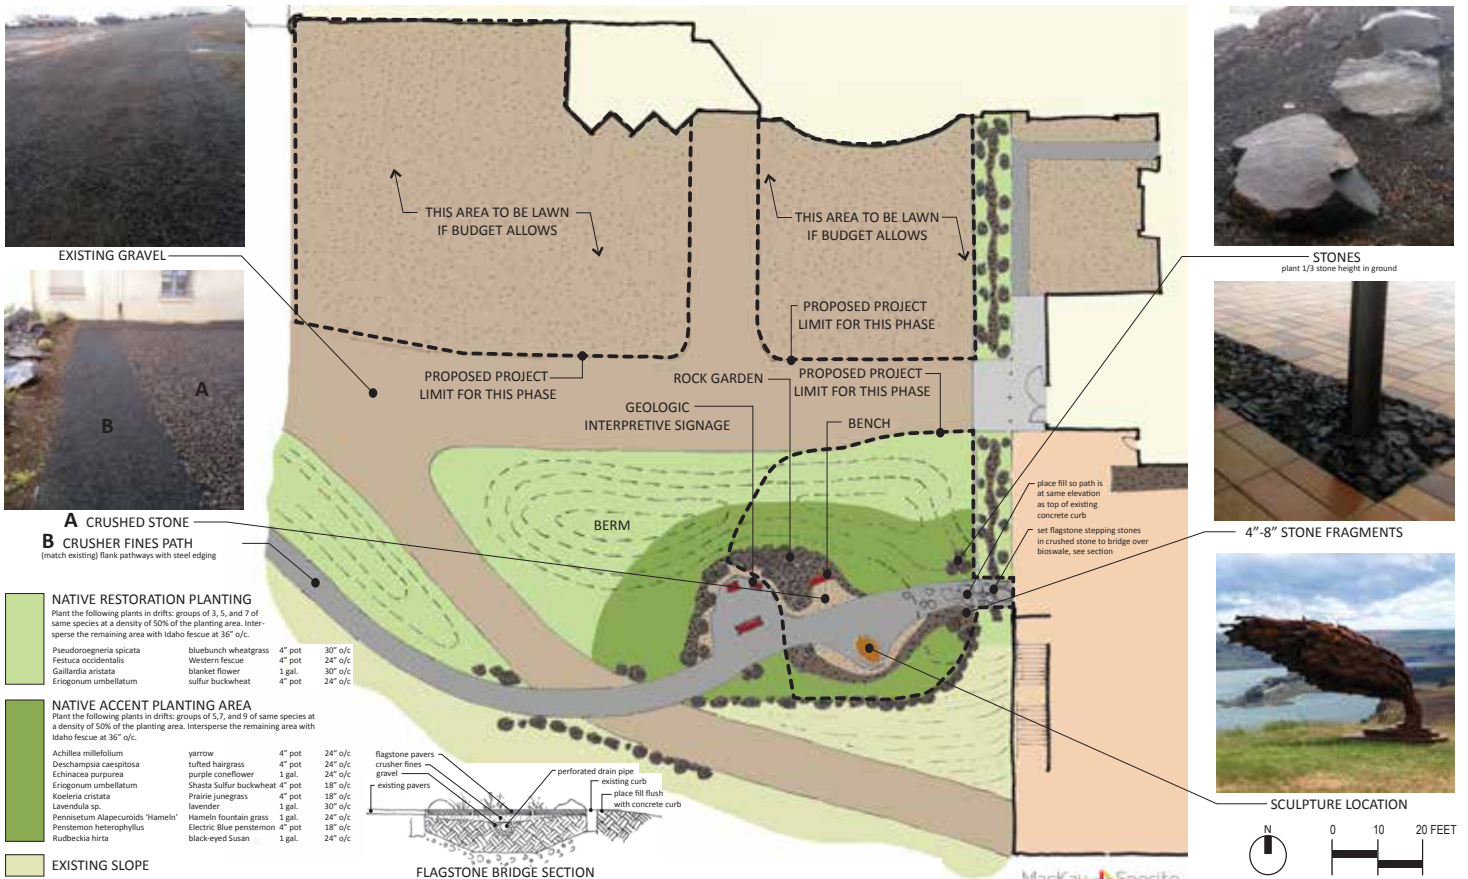 EXISTING GRAVEL
A
B
A CRUSHED STONE
B CRUSHER FINES PATH
(match existing) flank pathways with steel edging
NATIVE RESTORATION PLANTING
Plant the following plants in drifts: groups of 3, 5, and 7 of
same species at a density of 50% of the planting area. Inter-
sperse the remaining area with Idaho fescue at 36" o/c.
Pseudoroegneria spicata bluebunch wheatgrass 4" pot 30" o/c
Festuca occidentalis Western fescue 4" pot 24" o/c
Gaillardia aristata blanket flower 1 gal. 30" o/c
Eriogonum umbellatum sulfur buckwheat 4" pot 24" o/c
NATIVE ACCENT PLANTING AREA
Plant the following plants in drifts: groups of 5,7, and 9 of same species at
a density of 50% of the planting area. Intersperse the remaining area with
Idaho fescue at 36" o/c.
Achillea millefolium yarrow 4" pot 24" o/c
Deschampsia caespitosa tufted hairgrass 4" pot 24" o/c
Echinacea purpurea purple coneflower 1 gal. 24" o/c
Eriogonum umbellatum Shasta Sulfur buckwheat 4" pot 18" o/c
Koeleria cristata Prairie junegrass 4" pot 18" o/c
Lavendula sp. lavender 1 gal. 30" o/c
Pennisetum Alapecuroids 'Hameln' Hameln fountain grass 1 gal. 24" o/c
Penstemon heterophyllus Electric Blue penstemon 4" pot 18" o/c
Rudbeckia hirta black-eyed Susan 1 gal. 24" o/c
EXISTING SLOPE
THIS AREA TO BE LAWN
IF BUDGET ALLOWS
THIS AREA TO BE LAWN
IF BUDGET ALLOWS
PROPOSED PROJECT
LIMIT FOR THIS PHASE
PROPOSED PROJECT
LIMIT FOR THIS PHASE
PROPOSED PROJECT
LIMIT FOR THIS PHASE
ROCK GARDEN
GEOLOGIC
INTERPRETIVE SIGNAGE
BENCH
BERM
place fill so path is
at same elevation
as top of existing
concrete curb
set flagstone stepping stones
in crushed stone to bridge over
bioswale, see section
flagstone pavers
crusher fines
gravel
existing pavers
perforated drain pipe
existing curb
place fill flush
with concrete curb
FLAGSTONE BRIDGE SECTION
STONES
plant 1/3 stone height in ground
4"-8" STONE FRAGMENTS
SCULPTURE LOCATION
N
0 10 20 FEET
MacKay Sposito